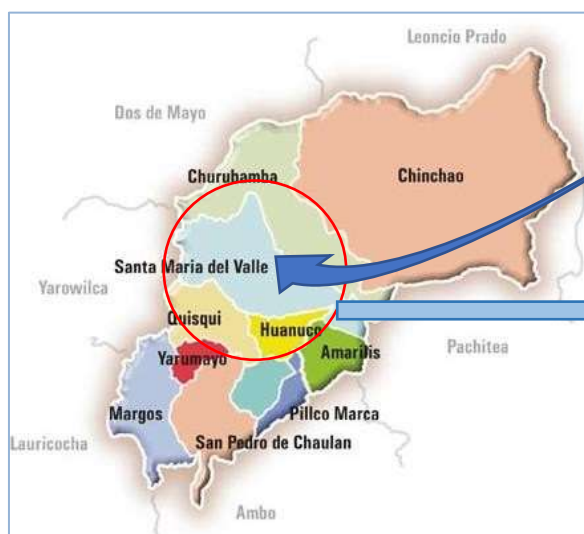 Leoncio Prado
Dos de Mayo
Churubamba
Chinchao
Santa Maria del Valle
Yarowilca
Quisqui
Huanuco
Yarumayo
Amarilis
Pachitea
Margos
Pillco Marca
Lauricocha
San Pedro de Chaulan
Ambo